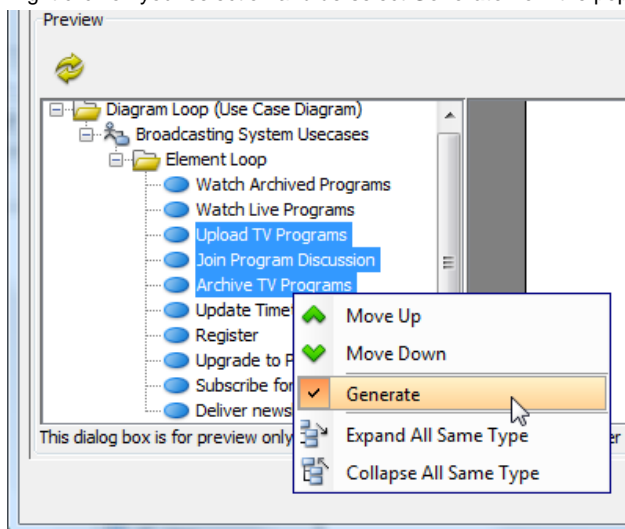 Preview
Diagram Loop (Use Case Diagram)
Broadcasting System Usecases
Element Loop
Watch Archived Programs
Watch Live Programs
Upload TV Programs
Join Program Discussion
Archive TV Programs
Update Time
Register
Upgrade to P
Subscribe for
Deliver news
This dialog box is for preview only
er
Move Up
Move Down
Generate
Expand All Same Type
Collapse All Same Type